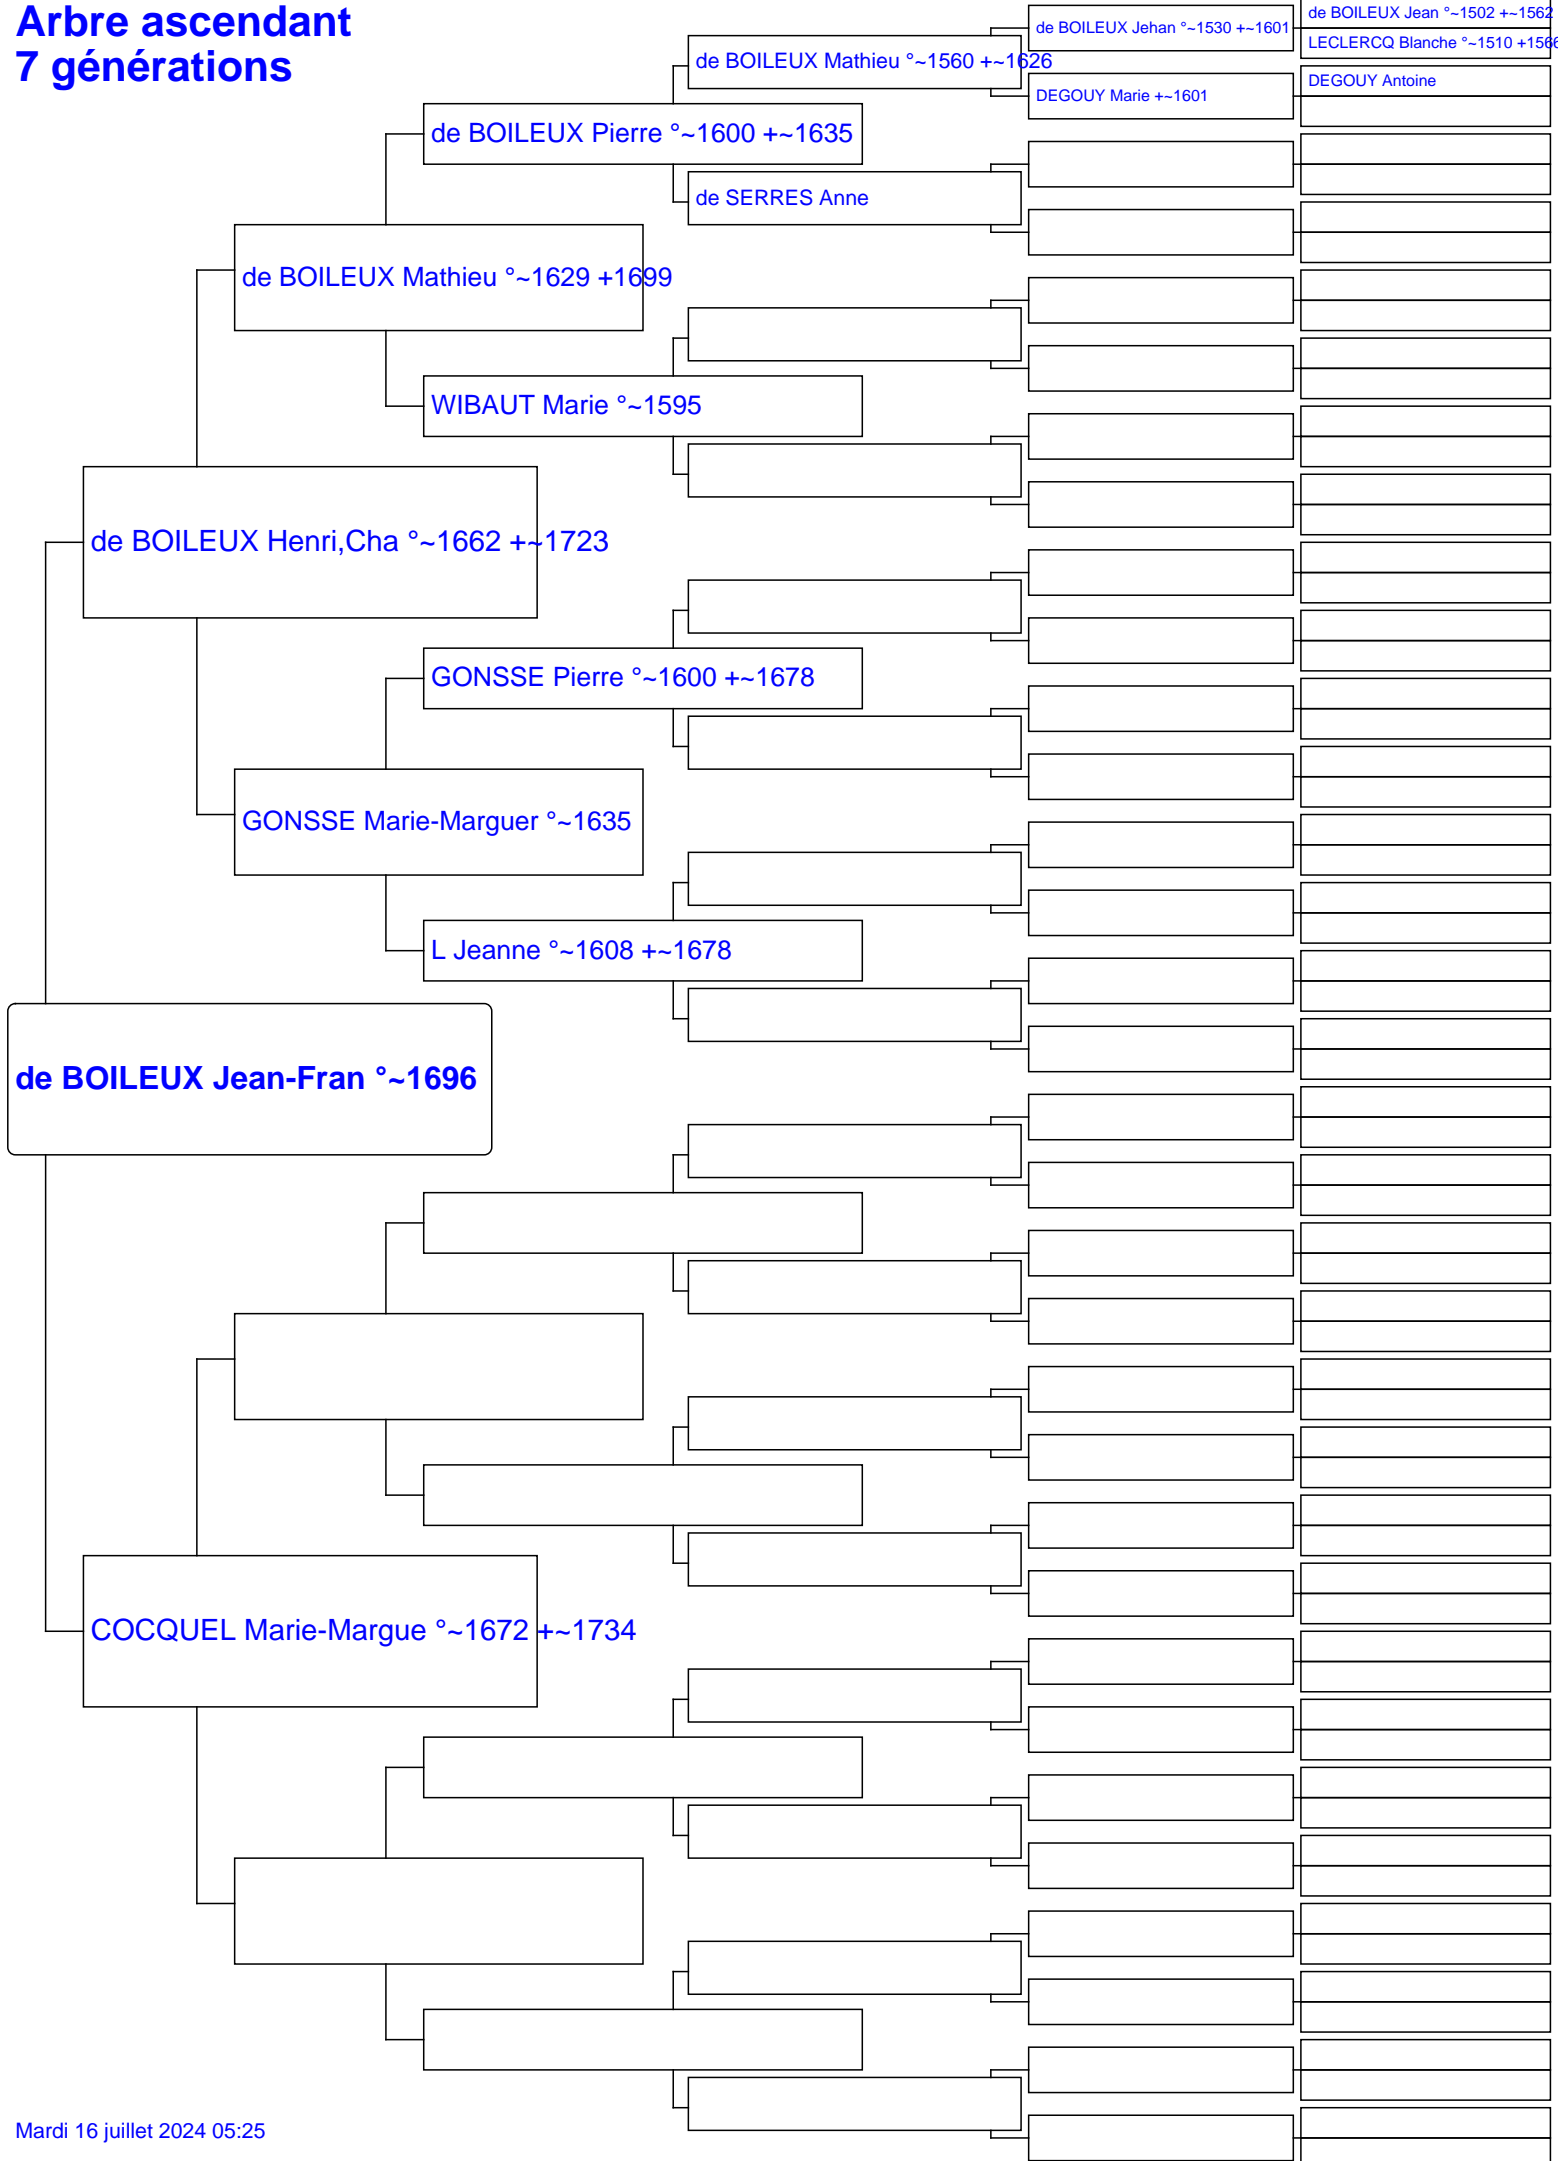 Arbre ascendant
7 générations
de BOILEUX Jean °~1502 +~1562
de BOILEUX Jehan °~1530 +~1601
LECLERCQ Blanche °~1510 +1566
de BOILEUX Mathieu °~1560 +~1626
DEGOUY Antoine
DEGOUY Marie +~1601
de BOILEUX Pierre °~1600 +~1635
de SERRES Anne
de BOILEUX Mathieu °~1629 +1699
WIBAUT Marie °~1595
de BOILEUX Henri,Cha °~1662 +~1723
GONSSE Pierre °~1600 +~1678
GONSSE Marie-Marguer °~1635
L Jeanne °~1608 +~1678
de BOILEUX Jean-Fran °~1696
COCQUEL Marie-Margue °~1672 +~1734
Mardi 16 juillet 2024 05:25